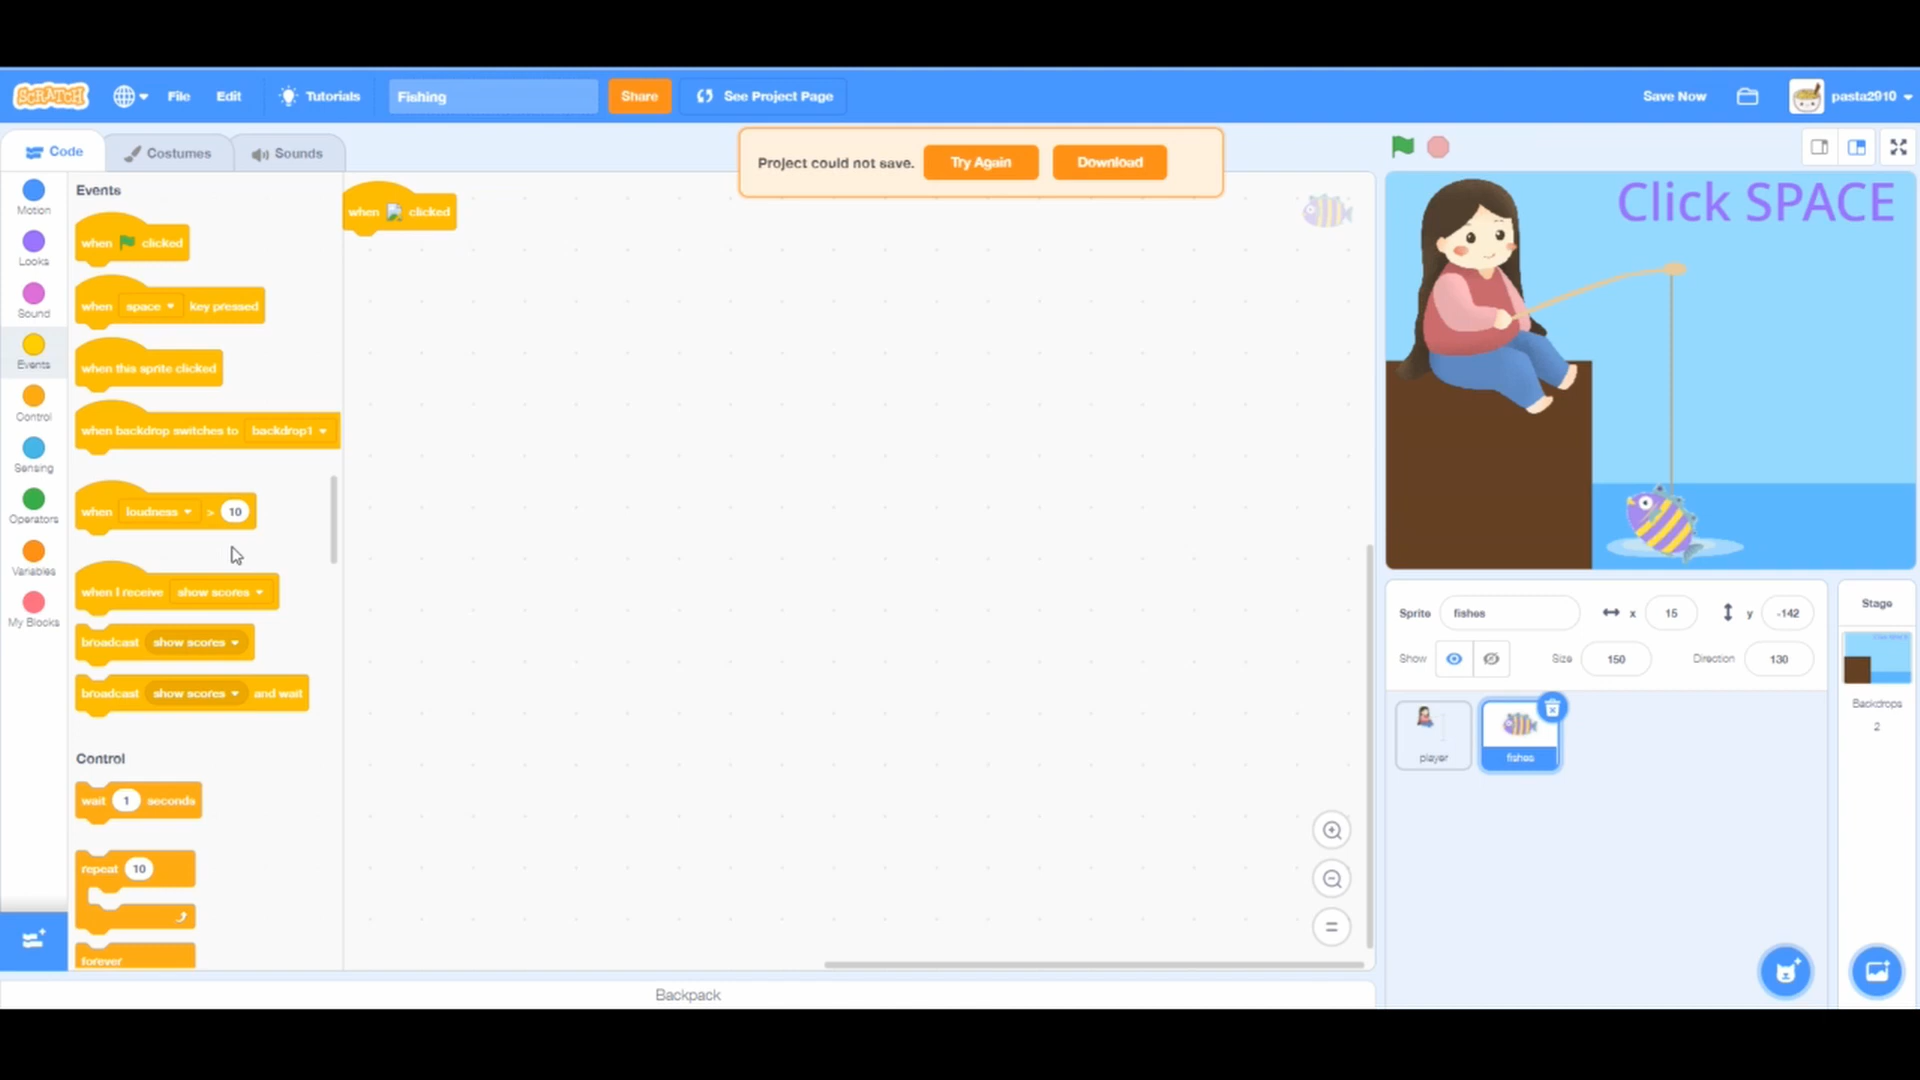 SCRATCH
File
Edit
Tutorials
Fishing
Share
See Project Page
Save Now
pasta2910
Code
Costumes
Sounds
Project could not save.
Try Again
Download
Motion
Looks
Sound
Events
Control
Sensing
Operators
Variables
My Blocks
Events
when clicked
when space key pressed
when this sprite clicked
when backdrop switches to backdrop1
when loudness > 10
when I receive show scores
broadcast show scores
broadcast show scores and wait
Control
wait 1 seconds
repeat 10
forever
when clicked
Backpack
Click SPACE
Sprite fishes x 15 y -142
Show Size 150 Direction 130
player
fishes
Stage
Backdrops
2